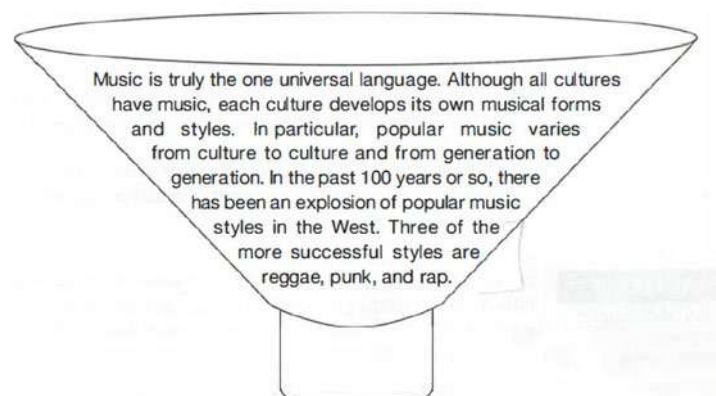 Music is truly the one universal language. Although all cultures
have music, each culture develops its own musical forms
and styles. In particular, popular music varies
from culture to culture and from generation to
generation. In the past 100 years or so, there
has been an explosion of popular music
styles in the West. Three of the
more successful styles are
reggae, punk, and rap.